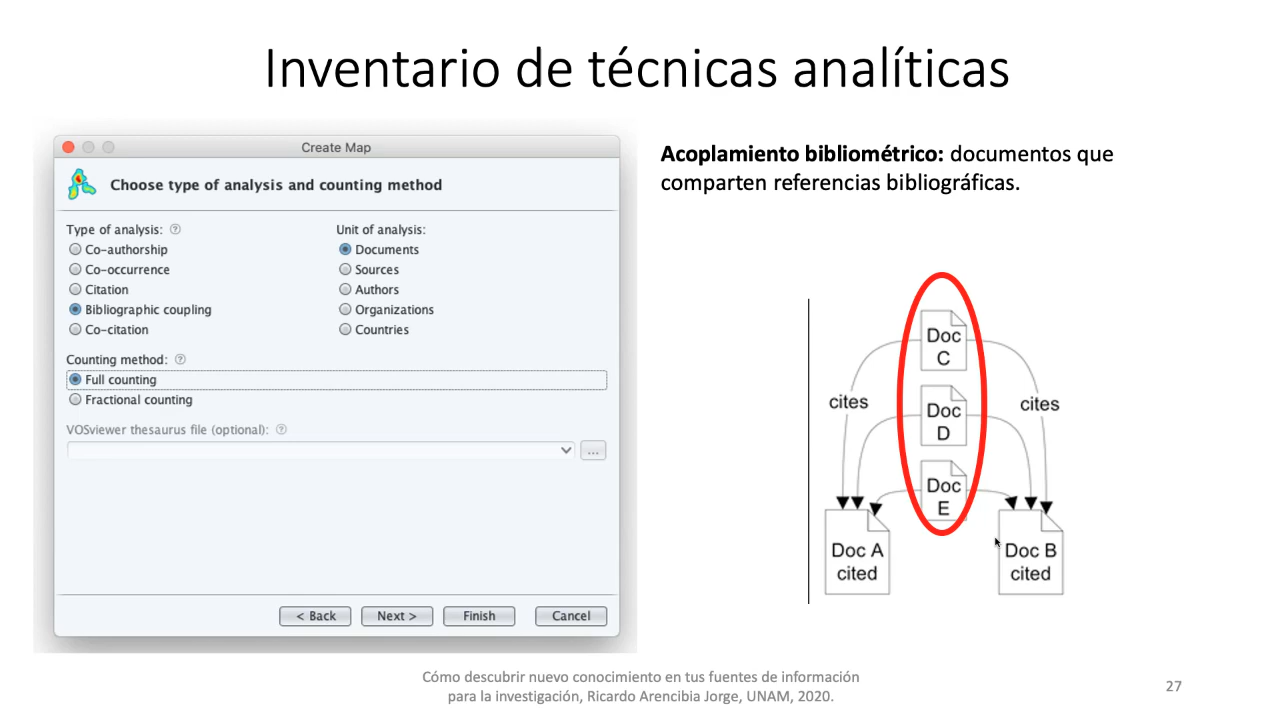 Inventario de técnicas analíticas
Create Map
Choose type of analysis and counting method
Type of analysis: ?
Co-authorship
Co-occurrence
Citation
Bibliographic coupling
Co-citation
Unit of analysis:
Documents
Sources
Authors
Organizations
Countries
Counting method: ?
Full counting
Fractional counting
VOSviewer thesaurus file (optional): ?
...
< Back
Next >
Finish
Cancel
Acoplamiento bibliométrico: documentos que
comparten referencias bibliográficas.
Doc
C
cites
cites
Doc
D
Doc
E
Doc A
cited
Doc B
cited
Cómo descubrir nuevo conocimiento en tus fuentes de información
para la investigación, Ricardo Arencibia Jorge, UNAM, 2020.
27